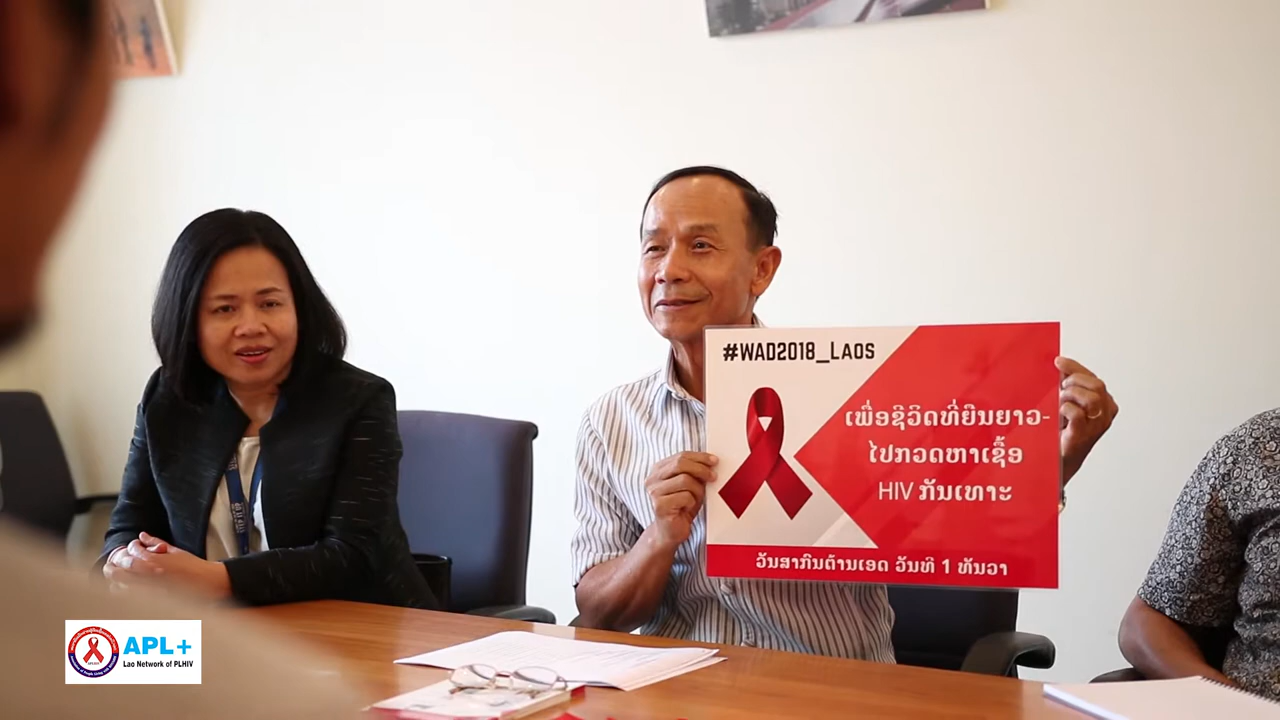 #WAD2018_LAOS
ເພື່ອຊີວິດທີ່ຍືນຍາວ-
ໄປກວດຫາເຊື້ອ
HIV ກັນເທາະ
ວັນສາກົນຕ້ານເອດ ວັນທີ 1 ທັນວາ
APL+
Lao Network of PLHIV